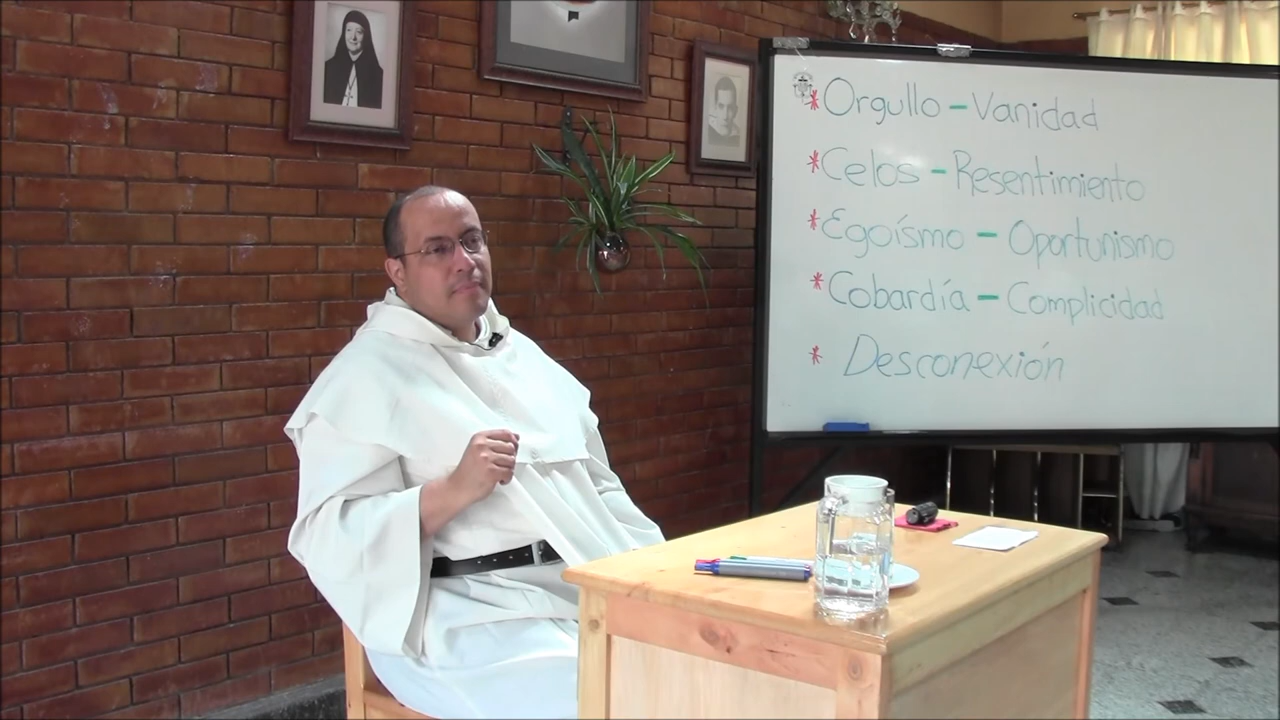 * Orgullo - Vanidad
* Celos - Resentimiento
* Egoísmo - Oportunismo
* Cobardía - Complicidad
* Desconexión